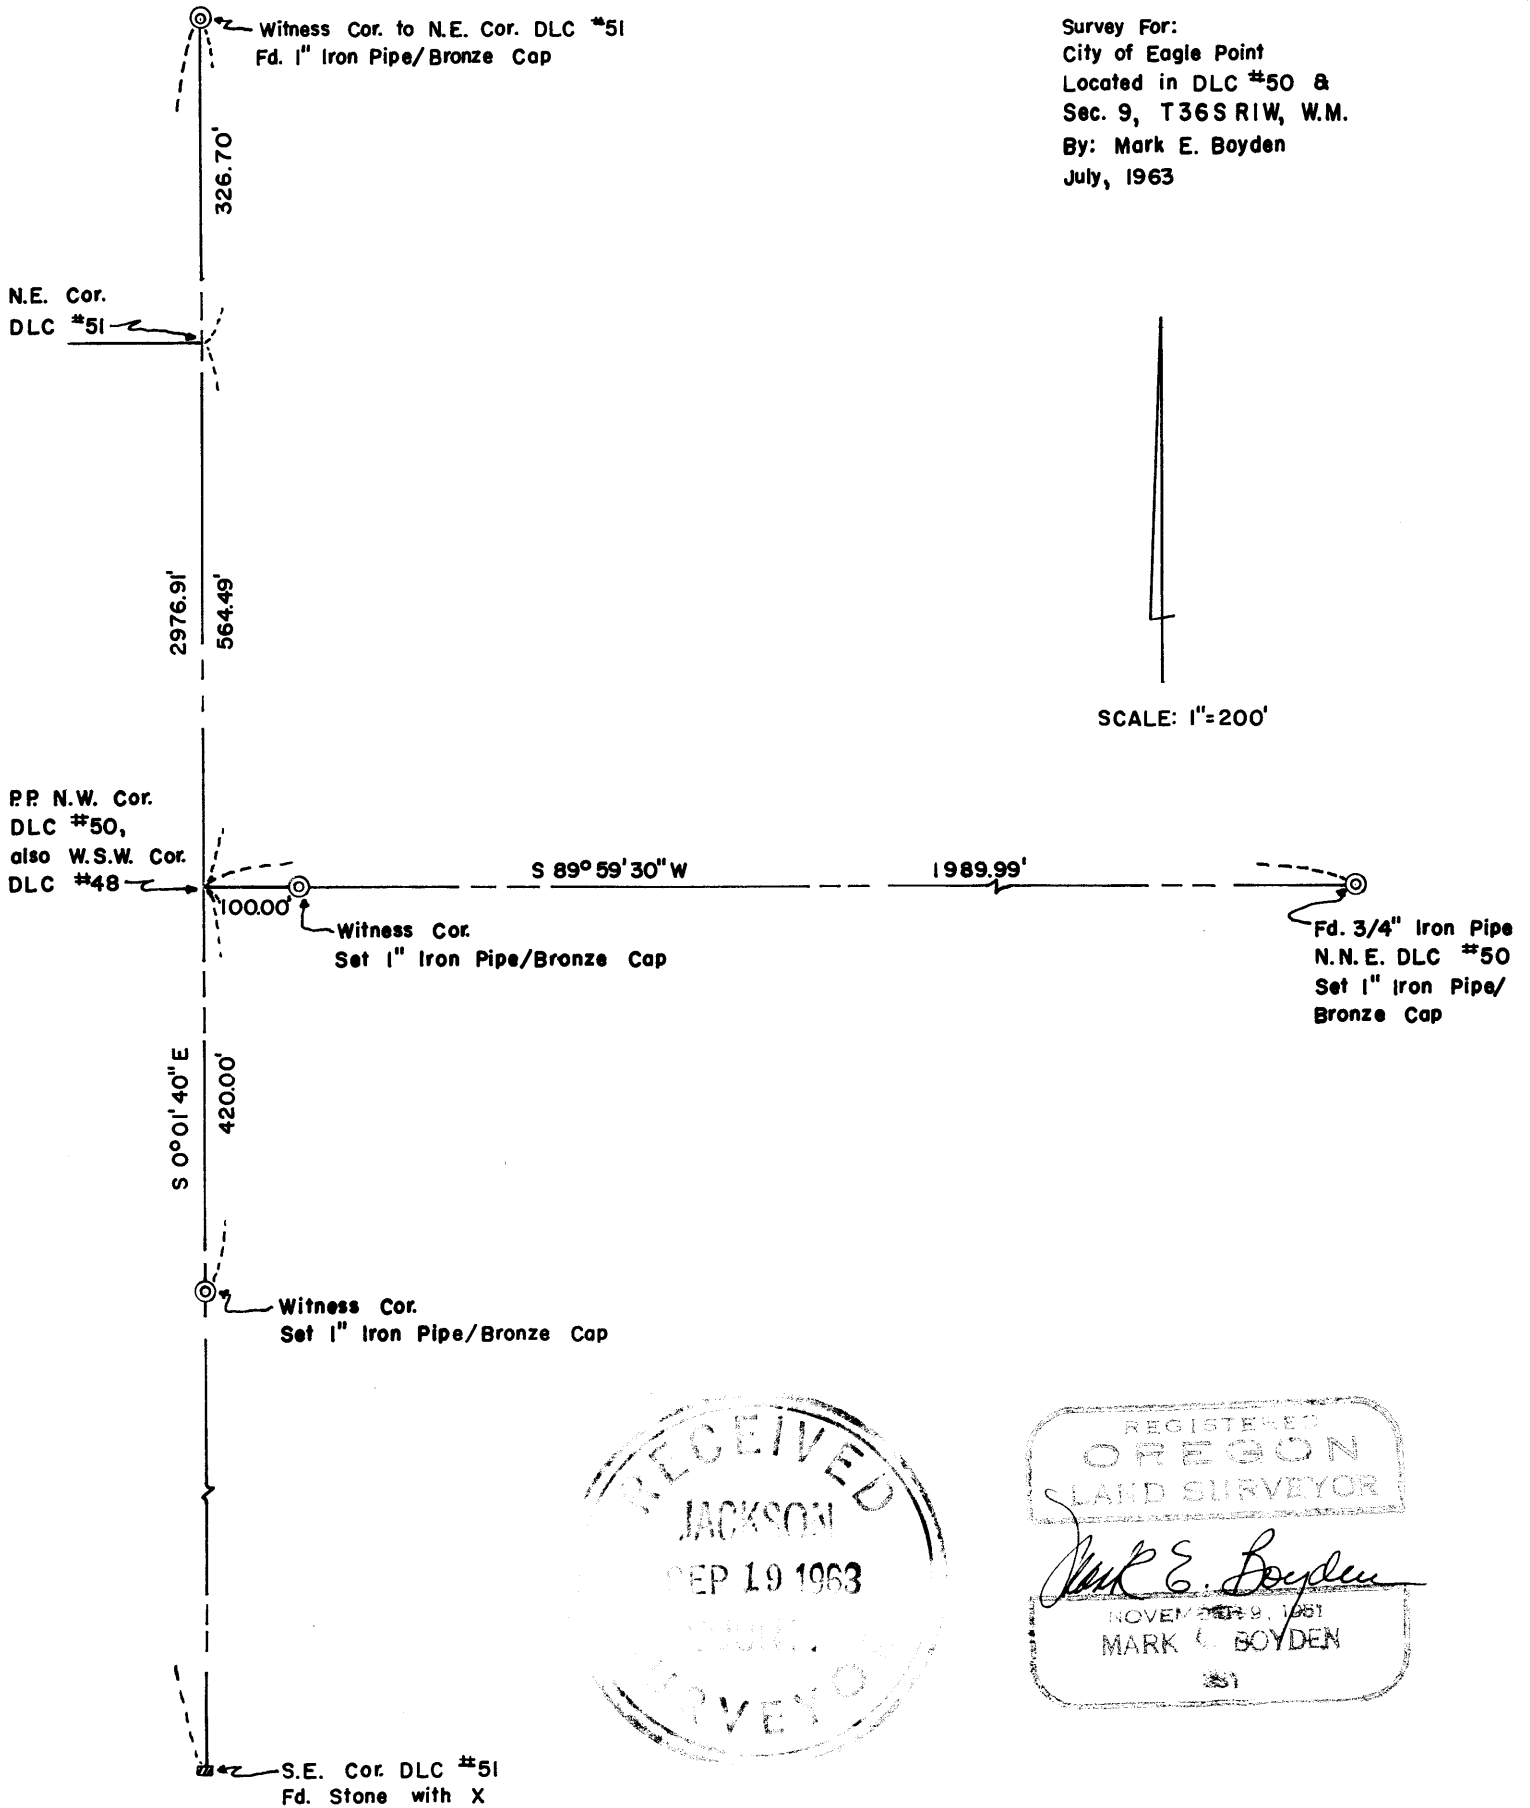 Witness Cor. to N.E. Cor. DLC #51
Fd. 1" Iron Pipe/Bronze Cap
Survey For:
City of Eagle Point
Located in DLC #50 &
Sec. 9, T36S R1W, W.M.
By: Mark E. Boyden
July, 1963
326.70'
N.E. Cor.
DLC #51
2976.91'
564.49'
SCALE: 1"=200'
P.P. N.W. Cor.
DLC #50,
also W.S.W. Cor.
DLC #48
S 89°59'30" W
1989.99'
100.00'
Witness Cor.
Set 1" Iron Pipe/Bronze Cap
Fd. 3/4" Iron Pipe
N.N.E. DLC #50
Set 1" Iron Pipe/
Bronze Cap
S 0°01'40" E
420.00'
Witness Cor.
Set 1" Iron Pipe/Bronze Cap
RECEIVED
JACKSON
SEP 19 1963
SURVEYOR
REGISTERED
OREGON
LAND SURVEYOR
Mark E. Boyden
NOVEMBER 9, 1951
MARK E. BOYDEN
S.E. Cor. DLC #51
Fd. Stone with X